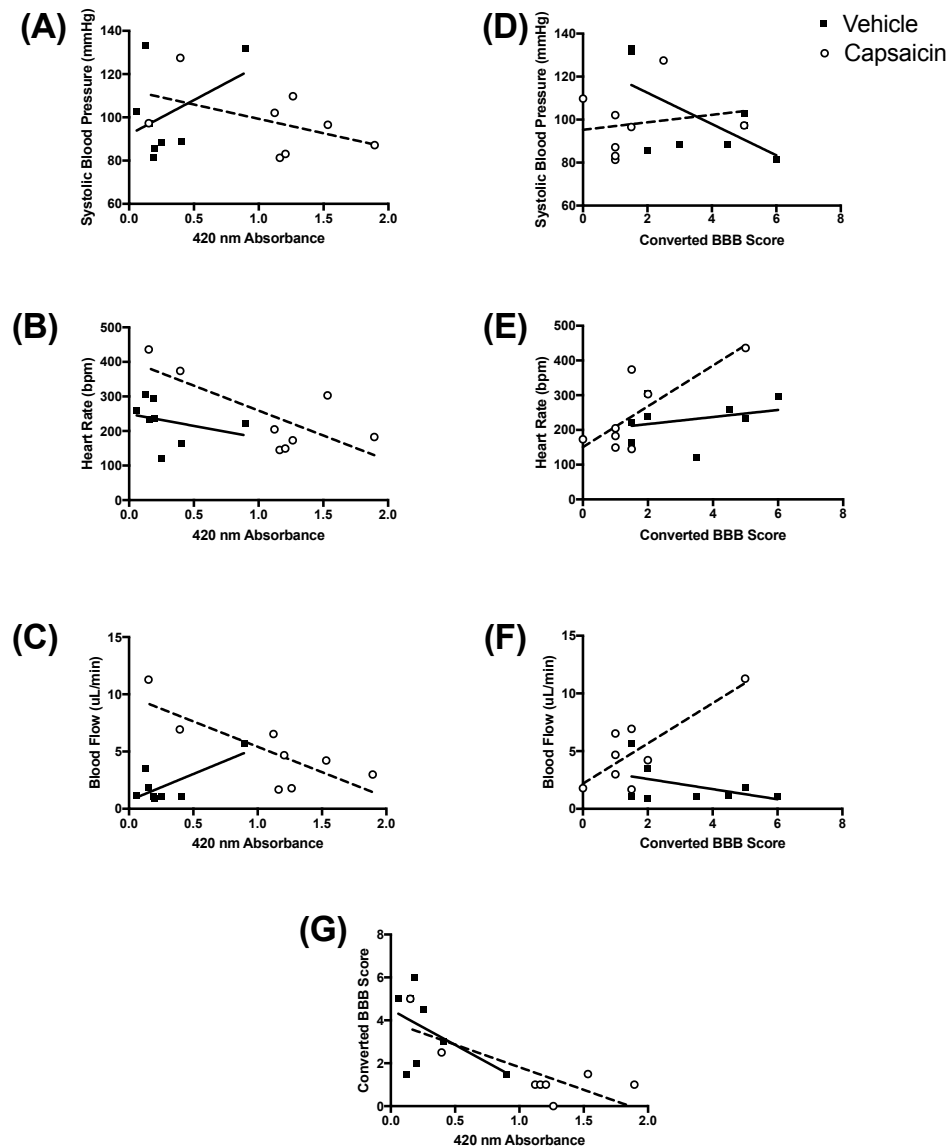 (A)
Systolic Blood Pressure (mmHg)
140
120
100
80
60
0.0 0.5 1.0 1.5 2.0
420 nm Absorbance
(D)
Systolic Blood Pressure (mmHg)
140
120
100
80
60
0 2 4 6 8
Converted BBB Score
Vehicle
Capsaicin
(B)
Heart Rate (bpm)
500
400
300
200
100
0
0.0 0.5 1.0 1.5 2.0
420 nm Absorbance
(E)
Heart Rate (bpm)
500
400
300
200
100
0
0 2 4 6 8
Converted BBB Score
(C)
Blood Flow (uL/min)
15
10
5
0
0.0 0.5 1.0 1.5 2.0
420 nm Absorbance
(F)
Blood Flow (uL/min)
15
10
5
0
0 2 4 6 8
Converted BBB Score
(G)
Converted BBB Score
8
6
4
2
0
0.0 0.5 1.0 1.5 2.0
420 nm Absorbance